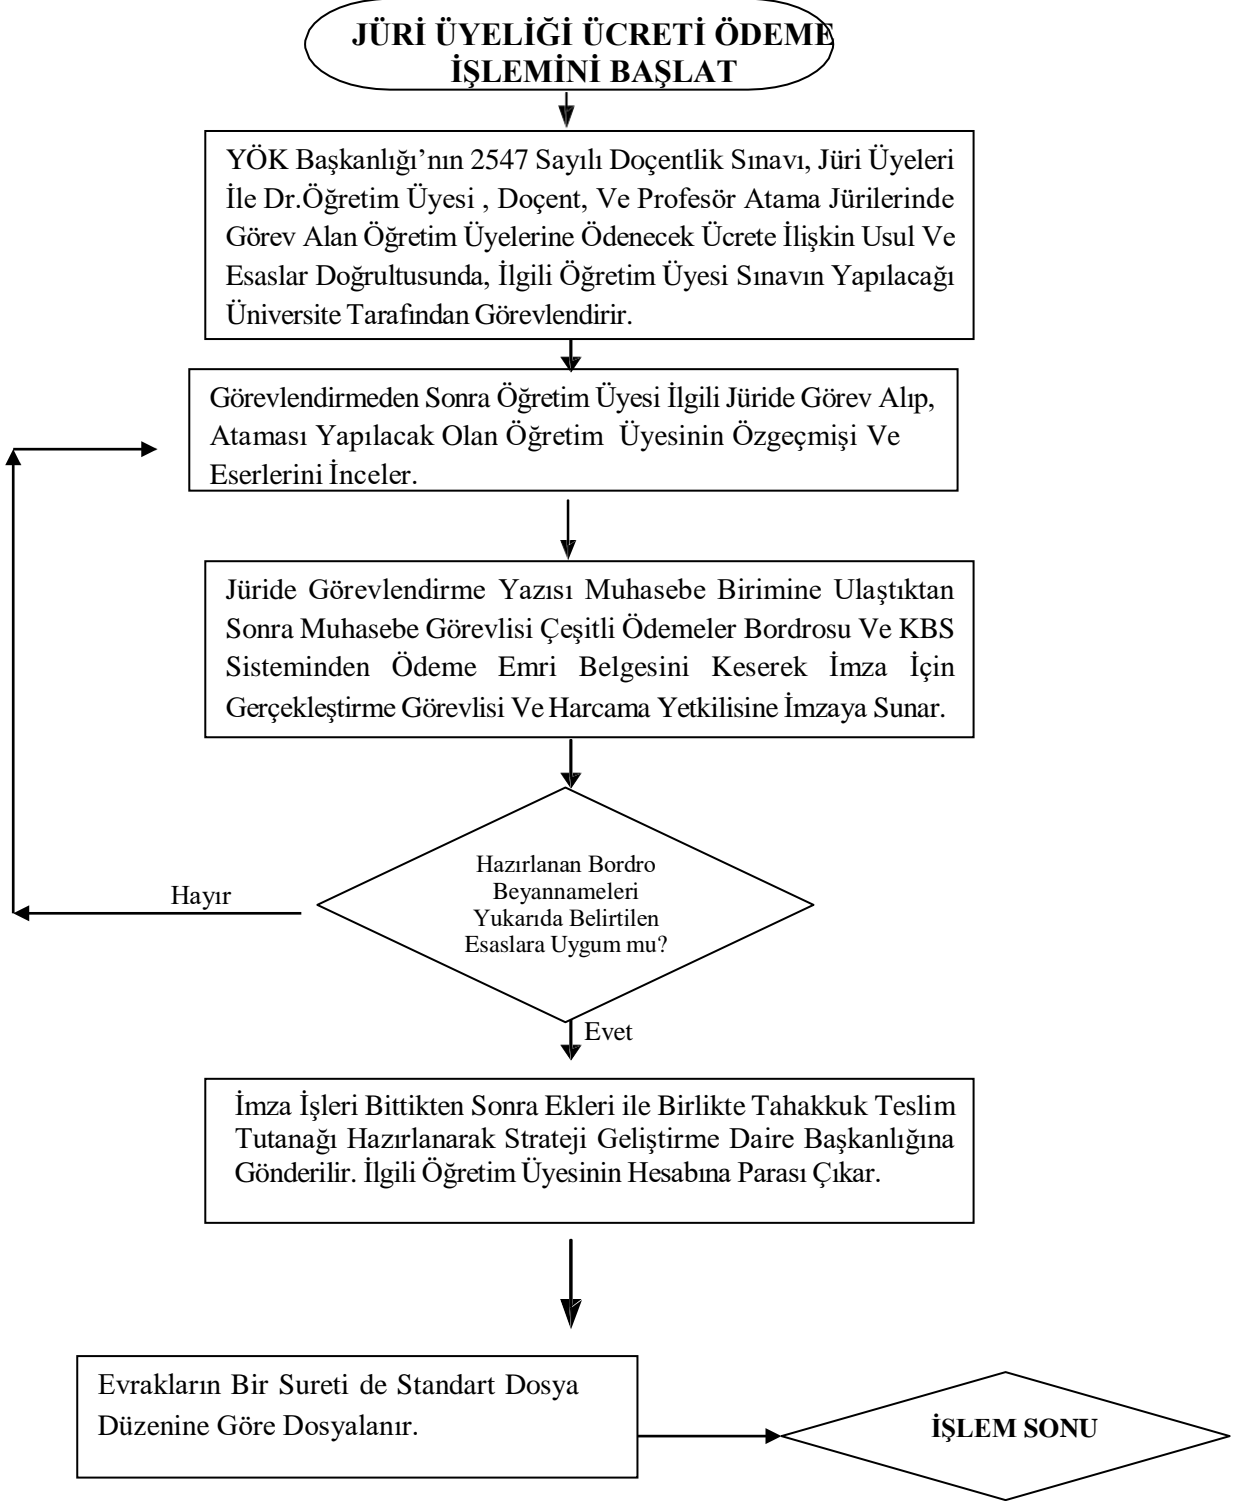 JÜRİ ÜYELİĞİ ÜCRETİ ÖDEME
İŞLEMİNİ BAŞLAT
YÖK Başkanlığı’nın 2547 Sayılı Doçentlik Sınavı, Jüri Üyeleri
İle Dr.Öğretim Üyesi , Doçent, Ve Profesör Atama Jürilerinde
Görev Alan Öğretim Üyelerine Ödenecek Ücrete İlişkin Usul Ve
Esaslar Doğrultusunda, İlgili Öğretim Üyesi Sınavın Yapılacağı
Üniversite Tarafından Görevlendirir.
Görevlendirmeden Sonra Öğretim Üyesi İlgili Jüride Görev Alıp,
Ataması Yapılacak Olan Öğretim Üyesinin Özgeçmişi Ve
Eserlerini İnceler.
Jüride Görevlendirme Yazısı Muhasebe Birimine Ulaştıktan
Sonra Muhasebe Görevlisi Çeşitli Ödemeler Bordrosu Ve KBS
Sisteminden Ödeme Emri Belgesini Keserek İmza İçin
Gerçekleştirme Görevlisi Ve Harcama Yetkilisine İmzaya Sunar.
Hazırlanan Bordro
Beyannameleri
Yukarıda Belirtilen
Esaslara Uygum mu?
Hayır
Evet
İmza İşleri Bittikten Sonra Ekleri ile Birlikte Tahakkuk Teslim
Tutanağı Hazırlanarak Strateji Geliştirme Daire Başkanlığına
Gönderilir. İlgili Öğretim Üyesinin Hesabına Parası Çıkar.
Evrakların Bir Sureti de Standart Dosya
Düzenine Göre Dosyalanır.
İŞLEM SONU